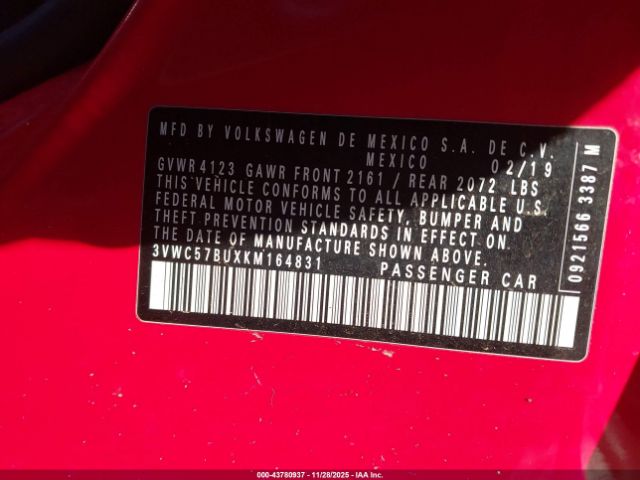 MFD BY VOLKSWAGEN DE MEXICO S.A. DE C.V.
MEXICO 02/19
GVWR 4123 GAWR FRONT 2161 / REAR 2072 LBS
THIS VEHICLE CONFORMS TO ALL APPLICABLE U.S.
FEDERAL MOTOR VEHICLE SAFETY, BUMPER AND
THEFT PREVENTION STANDARDS IN EFFECT ON
THE DATE OF MANUFACTURE SHOWN ABOVE.
3VWC57BUXKM164831 PASSENGER CAR
0921566 3387 M
000-43780937 | 11/28/2025 | IAA Inc.